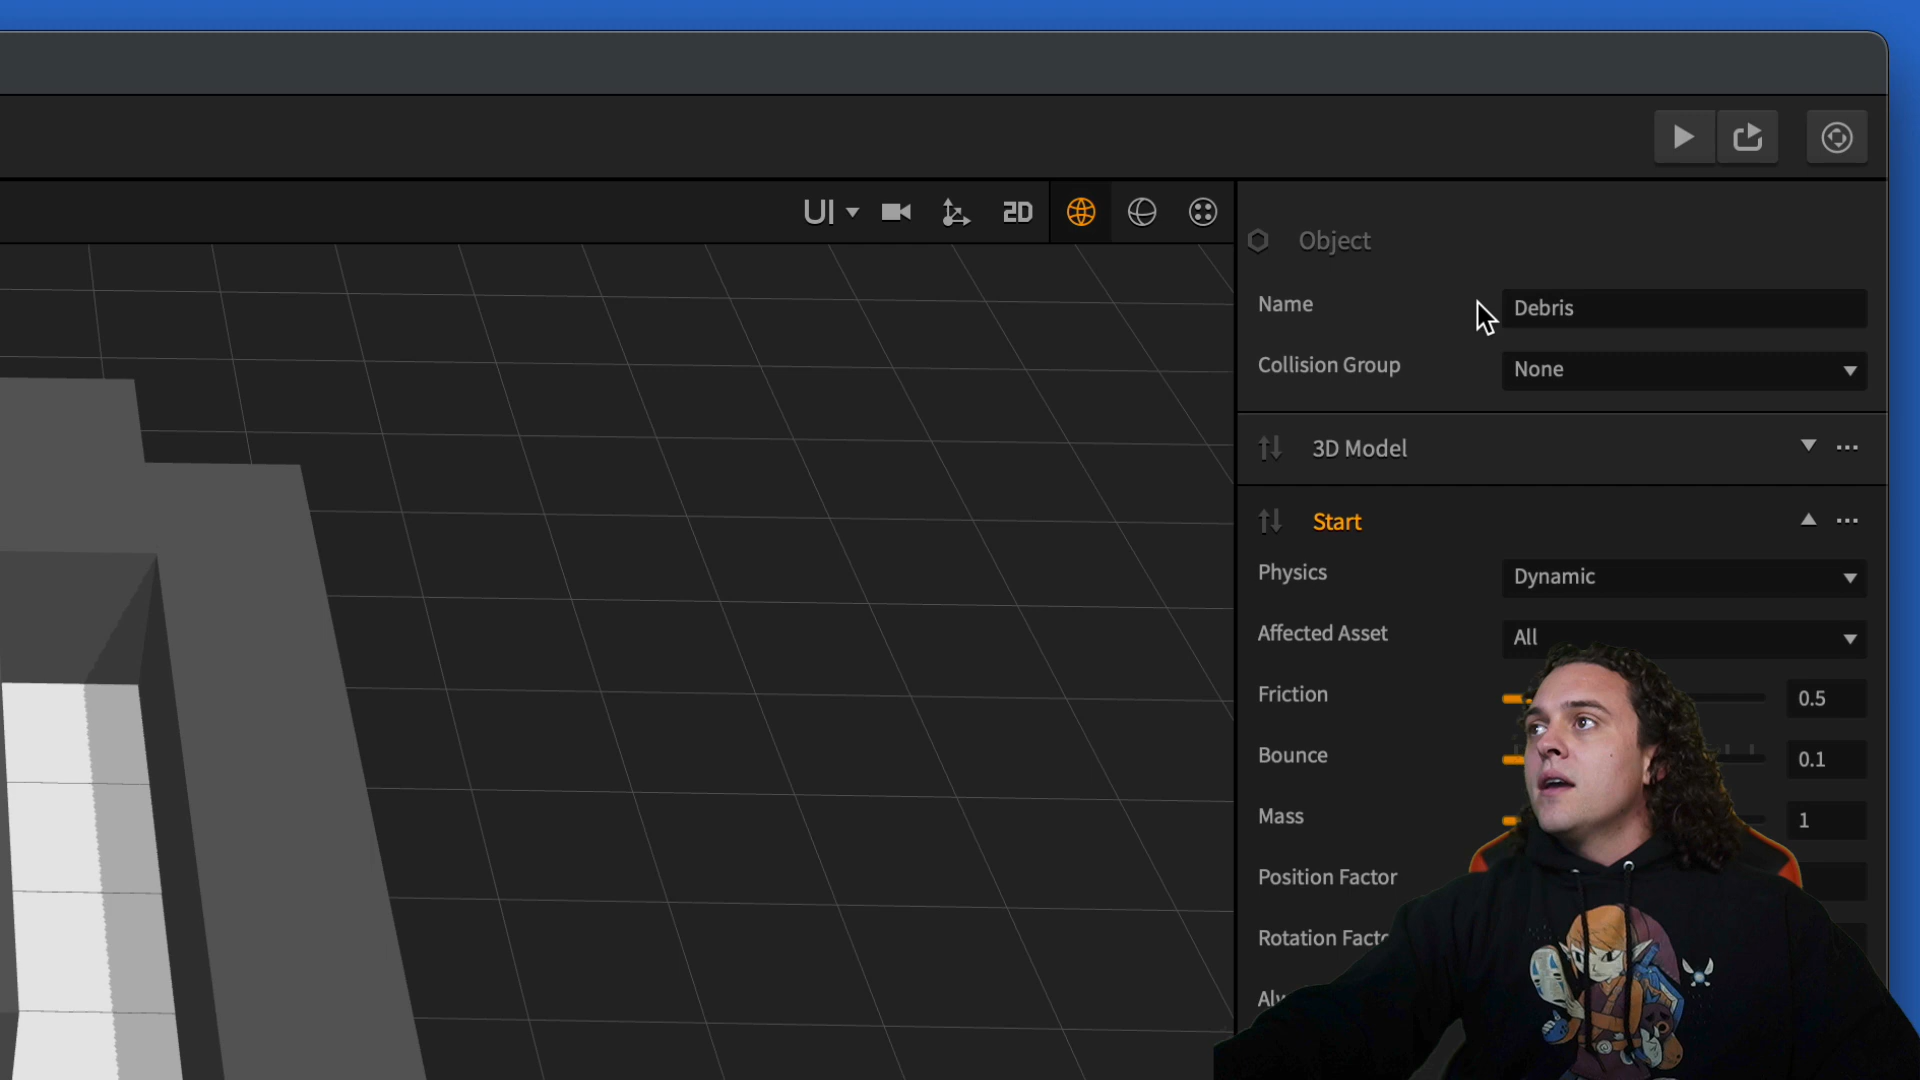 UI 2D
Object
Name Debris
Collision Group None
3D Model
Start
Physics Dynamic
Affected Asset All
Friction 0.5
Bounce 0.1
Mass 1
Position Factor
Rotation